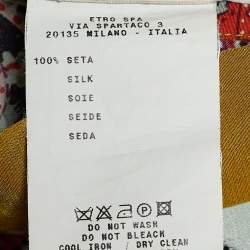 ETRO SPA
VIA SPARTACO 3
20135 MILANO - ITALIA
100% SETA
SILK
SOIE
SEIDE
SEDA
DO NOT WASH
DO NOT BLEACH
COOL IRON / DRY CLEAN